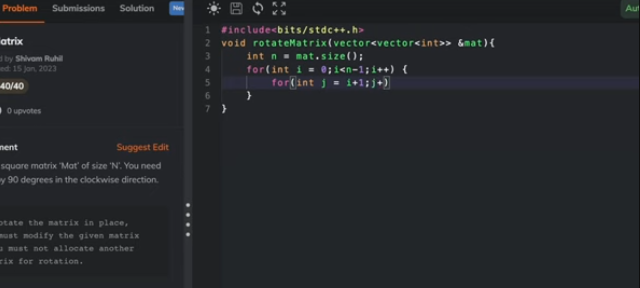 Problem Submissions Solution New
Au
atrix
d by Shivam Ruhil
ed: 15 Jan, 2023
40/40
0 upvotes
ment Suggest Edit
square matrix 'Mat' of size 'N'. You need
by 90 degrees in the clockwise direction.
otate the matrix in place,
must modify the given matrix
u must not allocate another
rix for rotation.
1 #include<bits/stdc++.h>
2 void rotateMatrix(vector<vector<int>> &mat){
3 int n = mat.size();
4 for(int i = 0;i<n-1;i++) {
5 for(int j = i+1;j+)
6 }
7 }